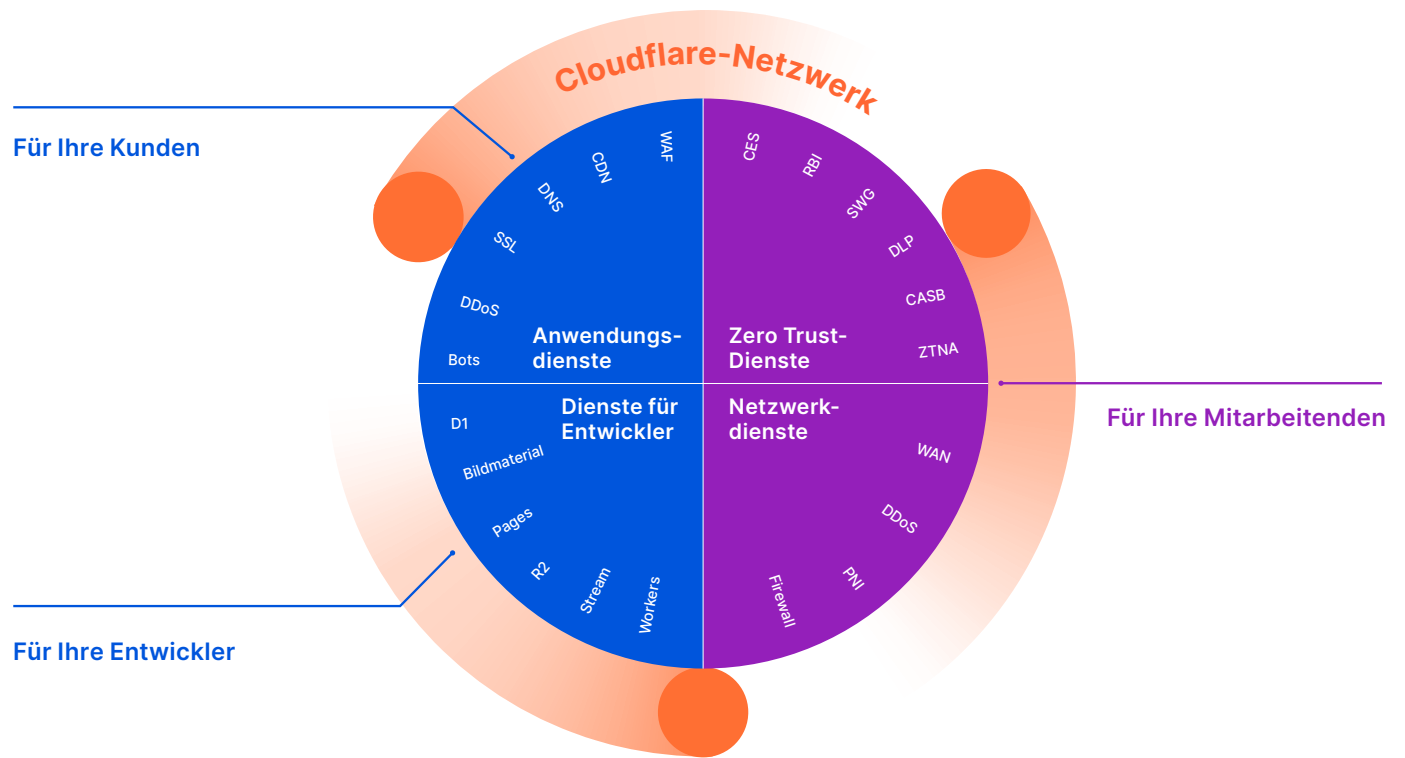 Cloudflare-Netzwerk
Für Ihre Kunden
WAF
CDN
DNS
SSL
DDoS
Bots
Anwendungs-
dienste
CES
RBI
SWG
DLP
CASB
ZTNA
Zero Trust-
Dienste
Für Ihre Mitarbeitenden
Dienste für
Entwickler
D1
Bildmaterial
Pages
R2
Stream
Workers
Netzwerk-
dienste
WAN
DDoS
PNI
Firewall
Für Ihre Entwickler